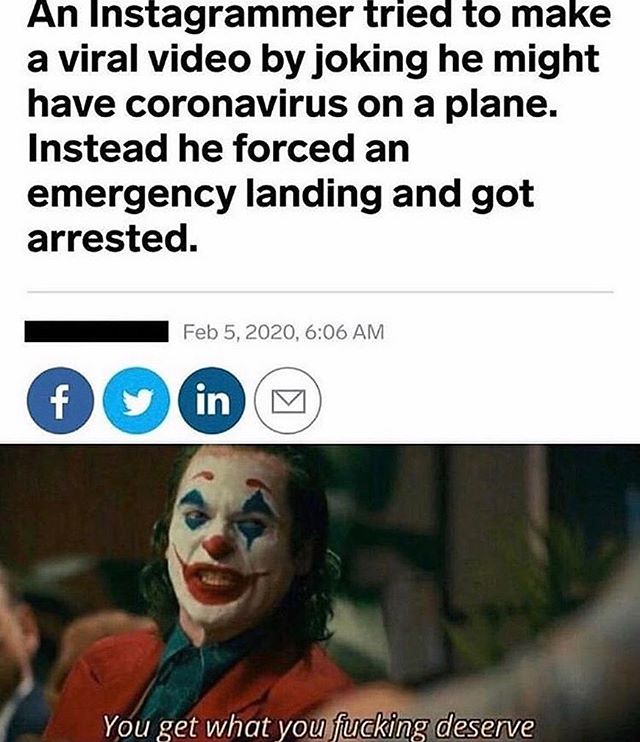 An Instagrammer tried to make
a viral video by joking he might
have coronavirus on a plane.
Instead he forced an
emergency landing and got
arrested.
Feb 5, 2020, 6:06 AM
f in
You get what you fucking deserve